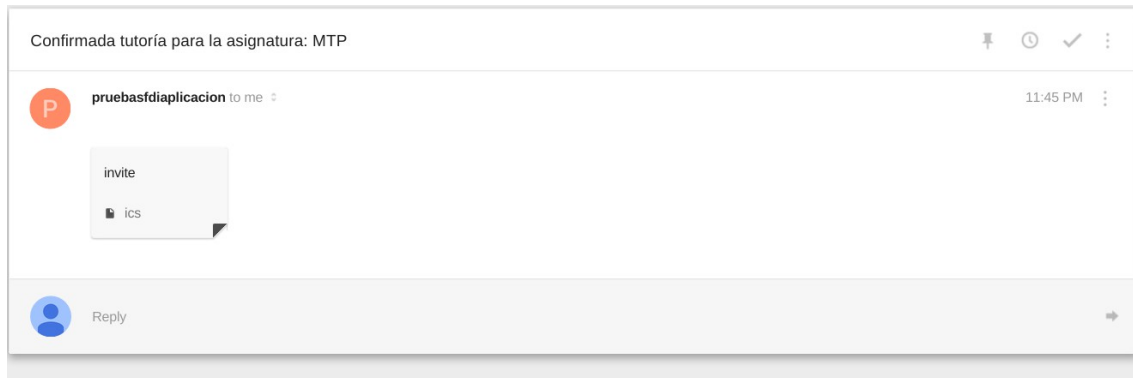 Confirmada tutoría para la asignatura: MTP
P
pruebasfdiaplicacion to me
11:45 PM
invite
ics
Reply